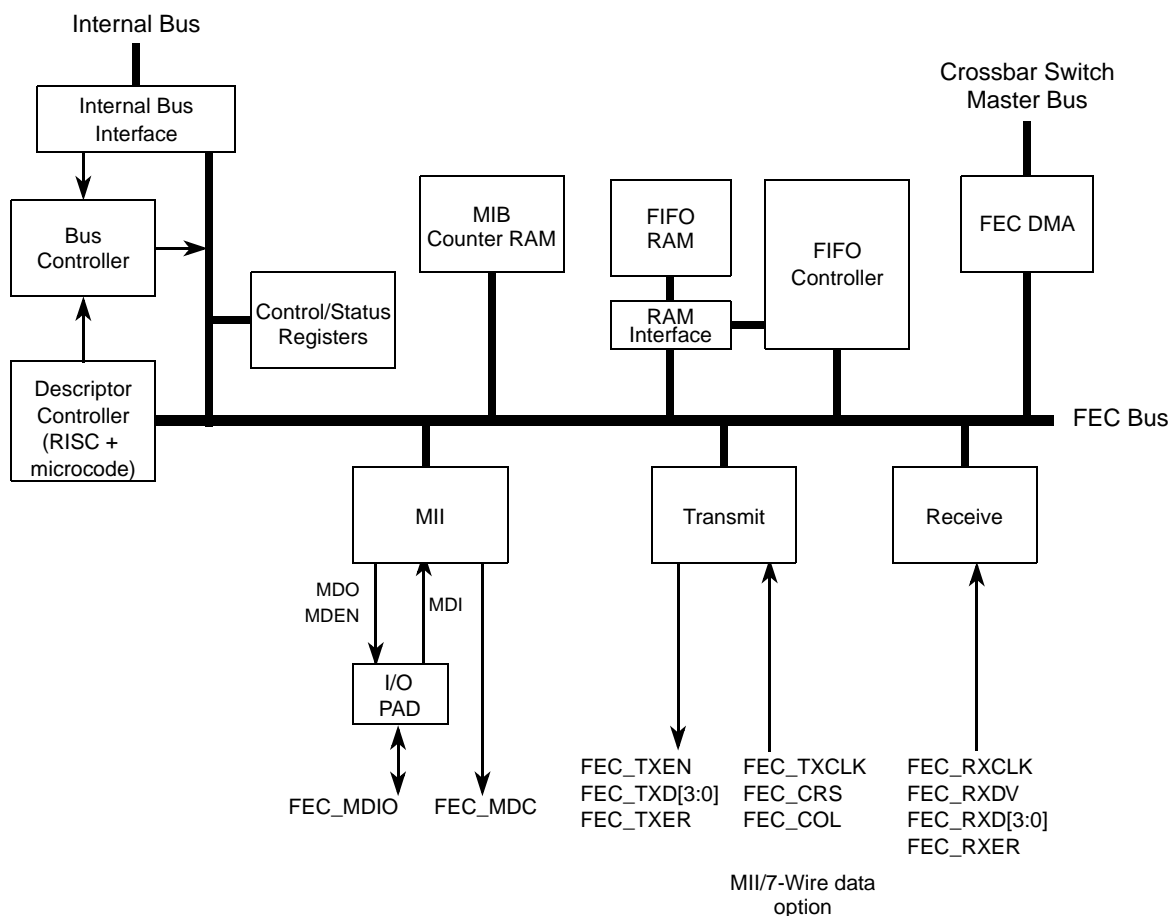 Internal Bus
Internal Bus
Interface
Crossbar Switch
Master Bus
Bus
Controller
MIB
Counter RAM
FIFO
RAM
FIFO
Controller
FEC DMA
Control/Status
Registers
RAM
Interface
Descriptor
Controller
(RISC +
microcode)
FEC Bus
MII
Transmit
Receive
MDO
MDEN
MDI
I/O
PAD
FEC_MDIO
FEC_MDC
FEC_TXEN
FEC_TXD[3:0]
FEC_TXER
FEC_TXCLK
FEC_CRS
FEC_COL
FEC_RXCLK
FEC_RXDV
FEC_RXD[3:0]
FEC_RXER
MII/7-Wire data
option